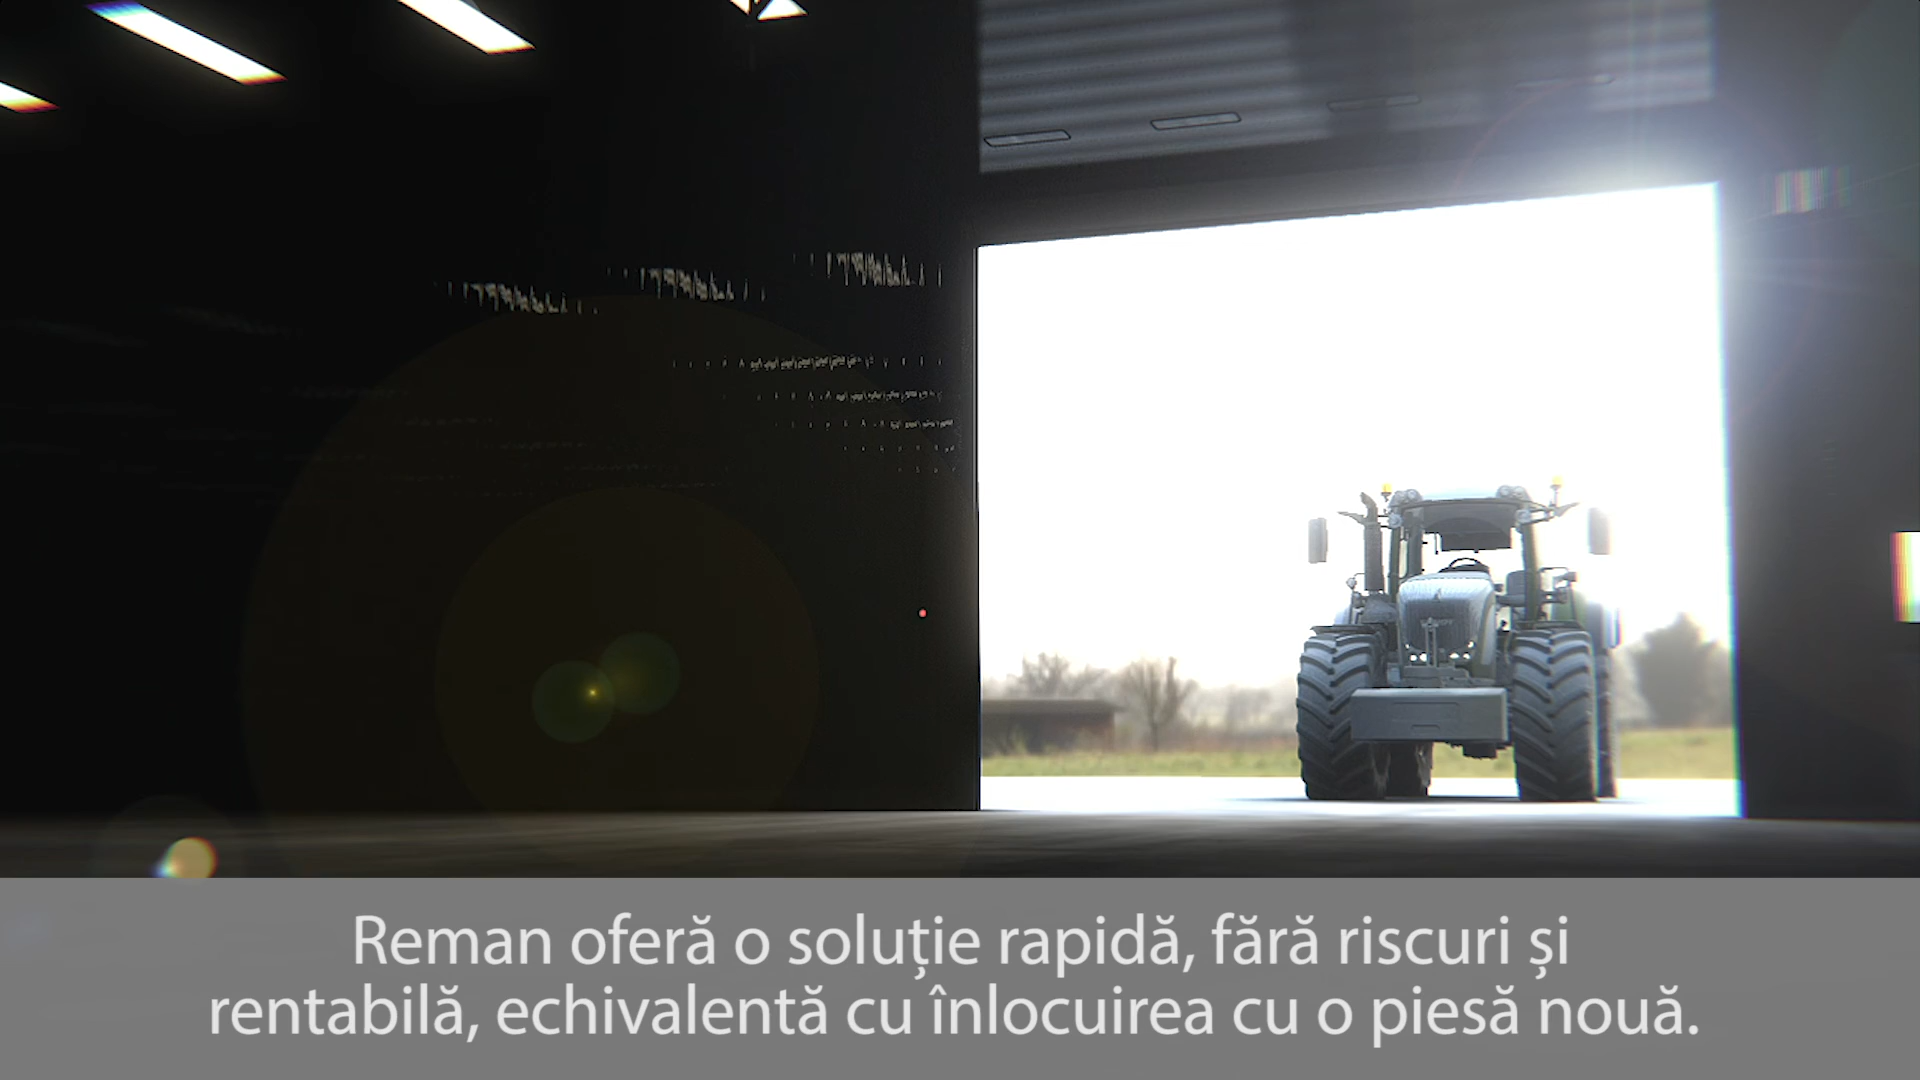 Reman oferă o soluție rapidă, fără riscuri și
rentabilă, echivalentă cu înlocuirea cu o piesă nouă.